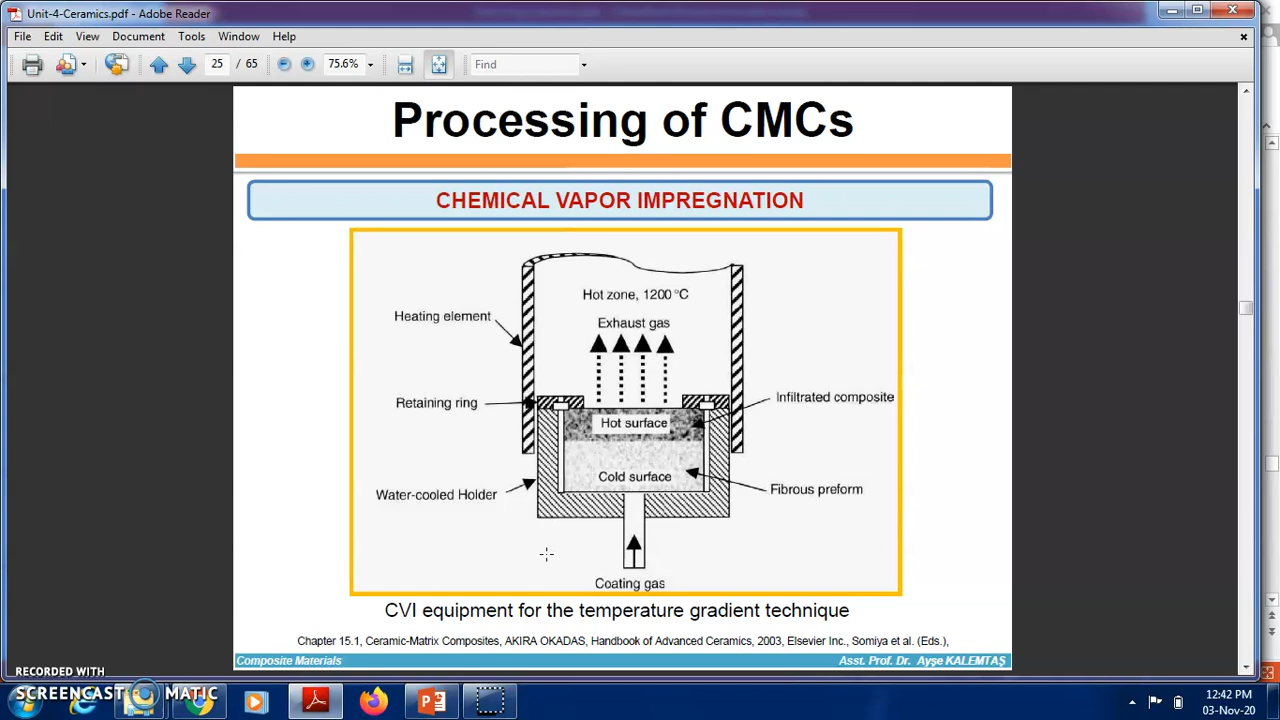 Unit-4-Ceramics.pdf - Adobe Reader
File Edit View Document Tools Window Help
25 / 65 75.6% Find
Processing of CMCs
CHEMICAL VAPOR IMPREGNATION
Hot zone, 1200 °C
Heating element
Exhaust gas
Retaining ring
Infiltrated composite
Hot surface
Cold surface
Water-cooled Holder
Fibrous preform
Coating gas
CVI equipment for the temperature gradient technique
Chapter 15.1, Ceramic-Matrix Composites, AKIRA OKADAS, Handbook of Advanced Ceramics, 2003, Elsevier Inc., Somiya et al. (Eds.),
Composite Materials
Asst. Prof. Dr. Ayşe KALEMTAŞ
RECORDED WITH
SCREENCAST MATIC
12:42 PM
03-Nov-20